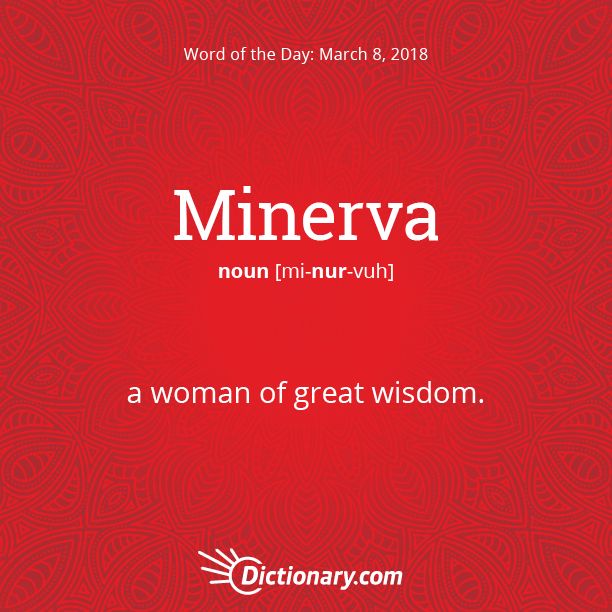 Word of the Day: March 8, 2018
Minerva
noun [mi-nur-vuh]
a woman of great wisdom.
Dictionary.com